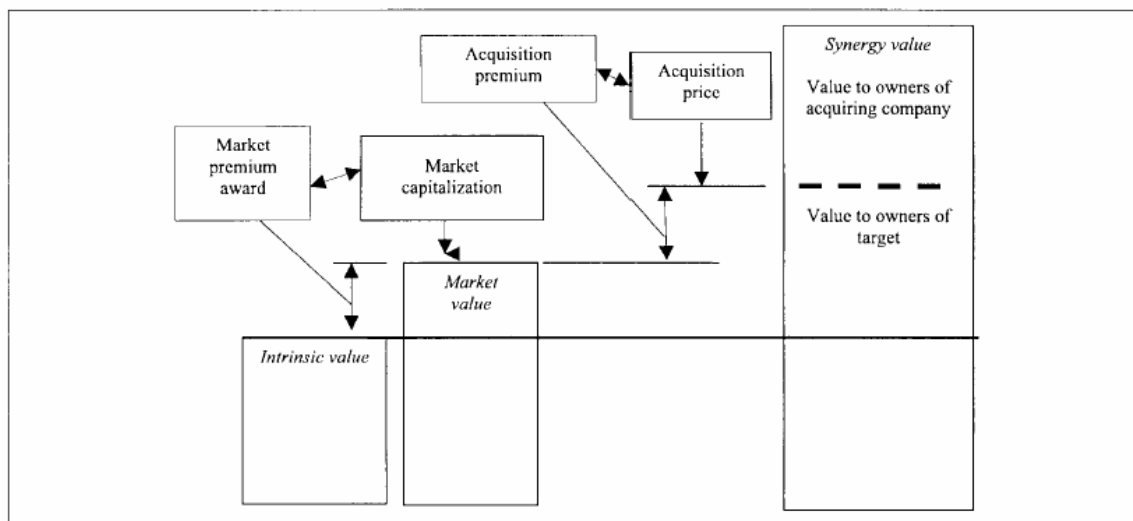 Acquisition
premium
Acquisition
price
Synergy value
Value to owners of
acquiring company
Market
premium
award
Market
capitalization
Value to owners of
target
Market
value
Intrinsic value